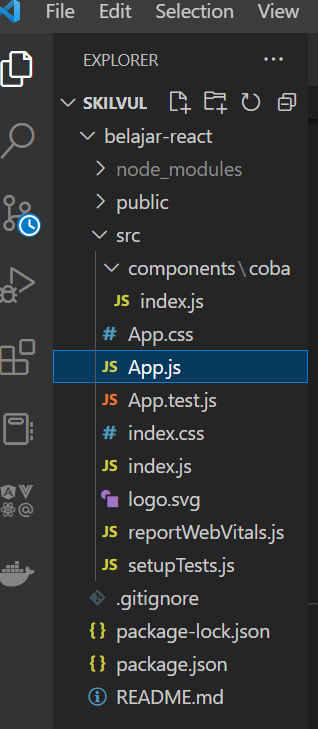 File Edit Selection View
EXPLORER ...
SKILVUL
belajar-react
node_modules
public
src
components\coba
JS index.js
# App.css
JS App.js
JS App.test.js
# index.css
JS index.js
logo.svg
JS reportWebVitals.js
JS setupTests.js
.gitignore
{} package-lock.json
{} package.json
README.md